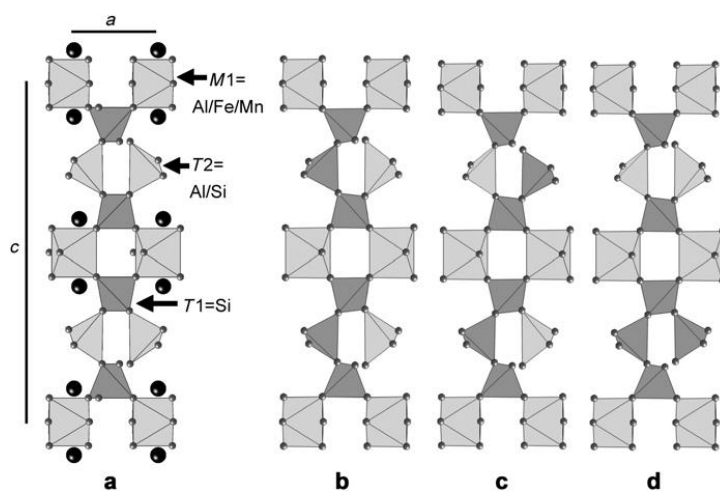 a
M1=
Al/Fe/Mn
T2=
Al/Si
c
T1=Si
a b c d